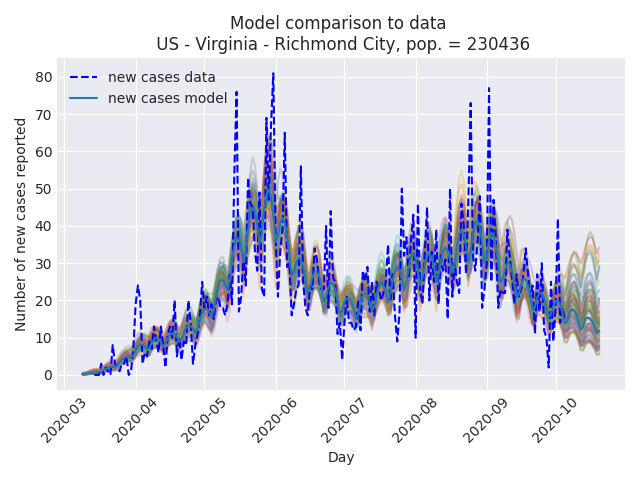 Model comparison to data
US - Virginia - Richmond City, pop. = 230436
new cases data
new cases model
Number of new cases reported
80
70
60
50
40
30
20
10
0
2020-03
2020-04
2020-05
2020-06
2020-07
2020-08
2020-09
2020-10
Day